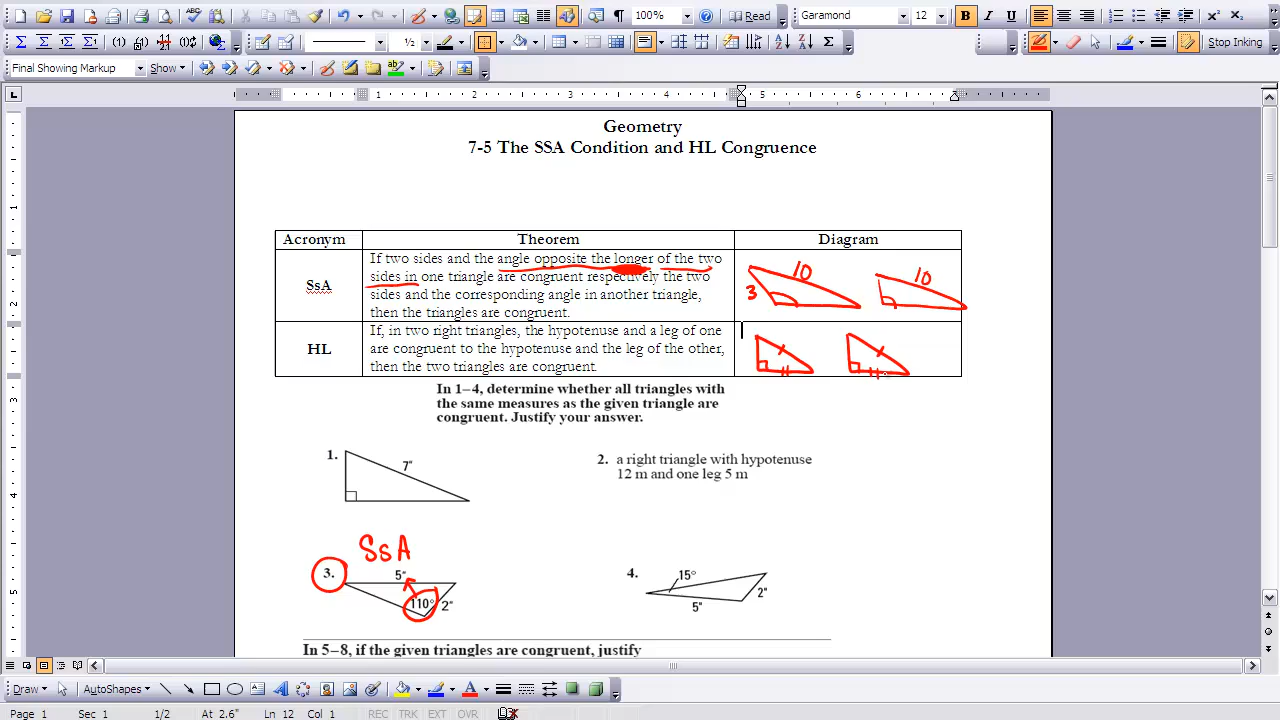 100% Read Garamond 12 B I U
Stop Inking
Final Showing Markup Show
1 2 3 4 5 6
Geometry
7-5 The SSA Condition and HL Congruence
Acronym Theorem Diagram
SsA
If two sides and the angle opposite the longer of the two
sides in one triangle are congruent respectively the two
sides and the corresponding angle in another triangle,
then the triangles are congruent.
10 3 10
HL
If, in two right triangles, the hypotenuse and a leg of one
are congruent to the hypotenuse and the leg of the other,
then the two triangles are congruent.
In 1–4, determine whether all triangles with
the same measures as the given triangle are
congruent. Justify your answer.
1. 7"
2. a right triangle with hypotenuse
12 m and one leg 5 m
SsA
3. 5" 110° 2"
4. 15° 5" 2"
In 5–8, if the given triangles are congruent, justify
Draw AutoShapes
Page 1 Sec 1 1/2 At 2.6" Ln 12 Col 1 REC TRK EXT OVR